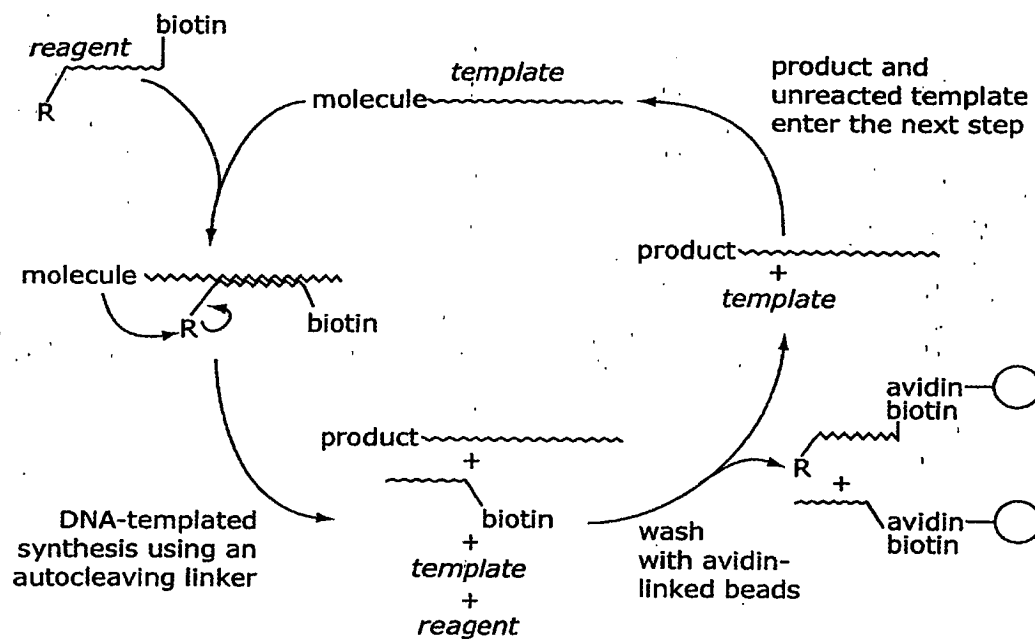 biotin
reagent
R
template
molecule
product and
unreacted template
enter the next step
molecule
R
biotin
product
+
template
product
+
biotin
+
template
+
reagent
DNA-templated
synthesis using an
autocleaving linker
wash
with avidin-
linked beads
avidin
biotin
R
+
avidin
biotin